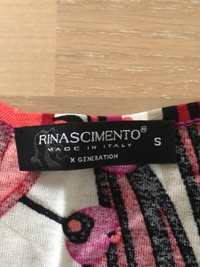 RINASCIMENTO®
MADE IN ITALY
S
X GENERATION